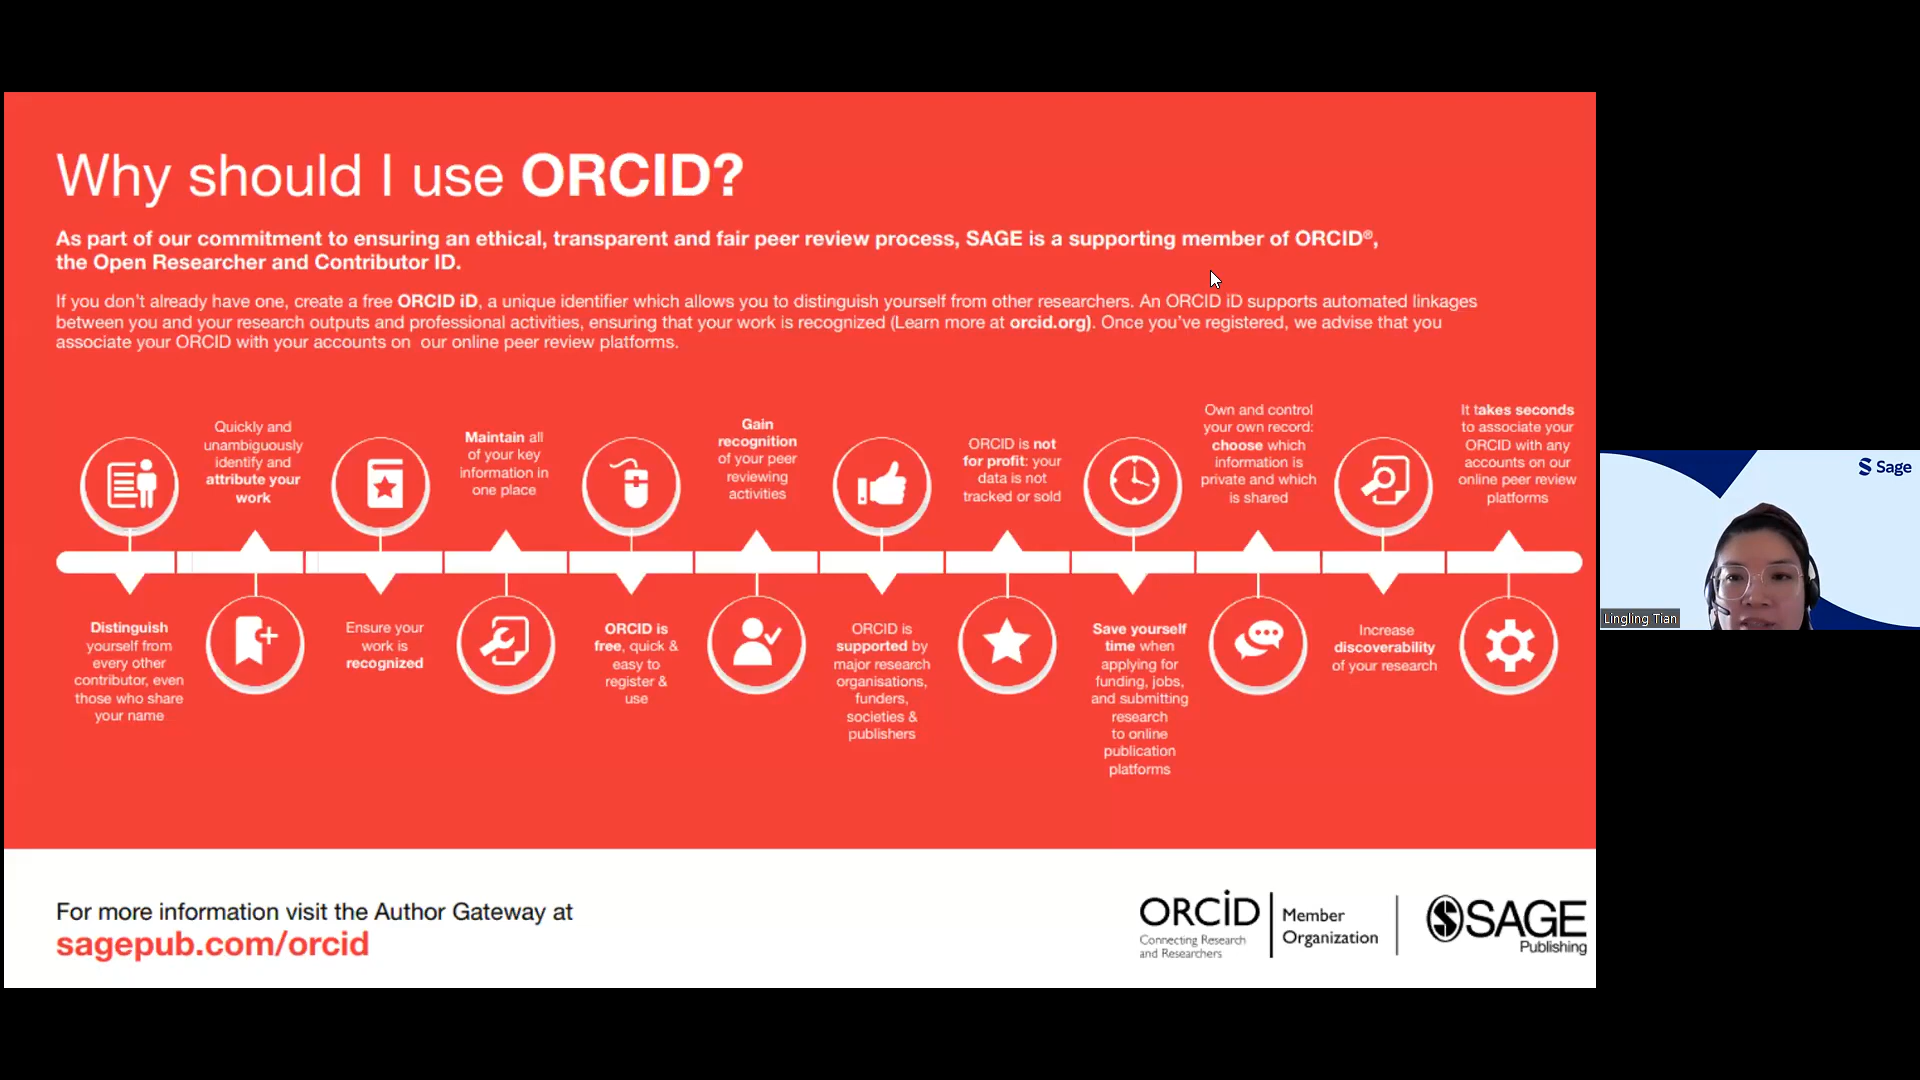 Why should I use ORCID?
As part of our commitment to ensuring an ethical, transparent and fair peer review process, SAGE is a supporting member of ORCID®,
the Open Researcher and Contributor ID.
If you don't already have one, create a free ORCID iD, a unique identifier which allows you to distinguish yourself from other researchers. An ORCID iD supports automated linkages
between you and your research outputs and professional activities, ensuring that your work is recognized (Learn more at orcid.org). Once you've registered, we advise that you
associate your ORCID with your accounts on our online peer review platforms.
Distinguish
yourself from
every other
contributor, even
those who share
your name
Quickly and
unambiguously
identify and
attribute your
work
Ensure your
work is
recognized
Maintain all
of your key
information in
one place
ORCID is
free, quick &
easy to
register &
use
Gain
recognition
of your peer
reviewing
activities
ORCID is
supported by
major research
organisations,
funders,
societies &
publishers
ORCID is not
for profit: your
data is not
tracked or sold
Save yourself
time when
applying for
funding, jobs,
and submitting
research
to online
publication
platforms
Own and control
your own record:
choose which
information is
private and which
is shared
Increase
discoverability
of your research
It takes seconds
to associate your
ORCID with any
accounts on our
online peer review
platforms
For more information visit the Author Gateway at
sagepub.com/orcid
ORCID
Connecting Research
and Researchers
Member
Organization
SAGE
Publishing
Sage
Lingling Tian